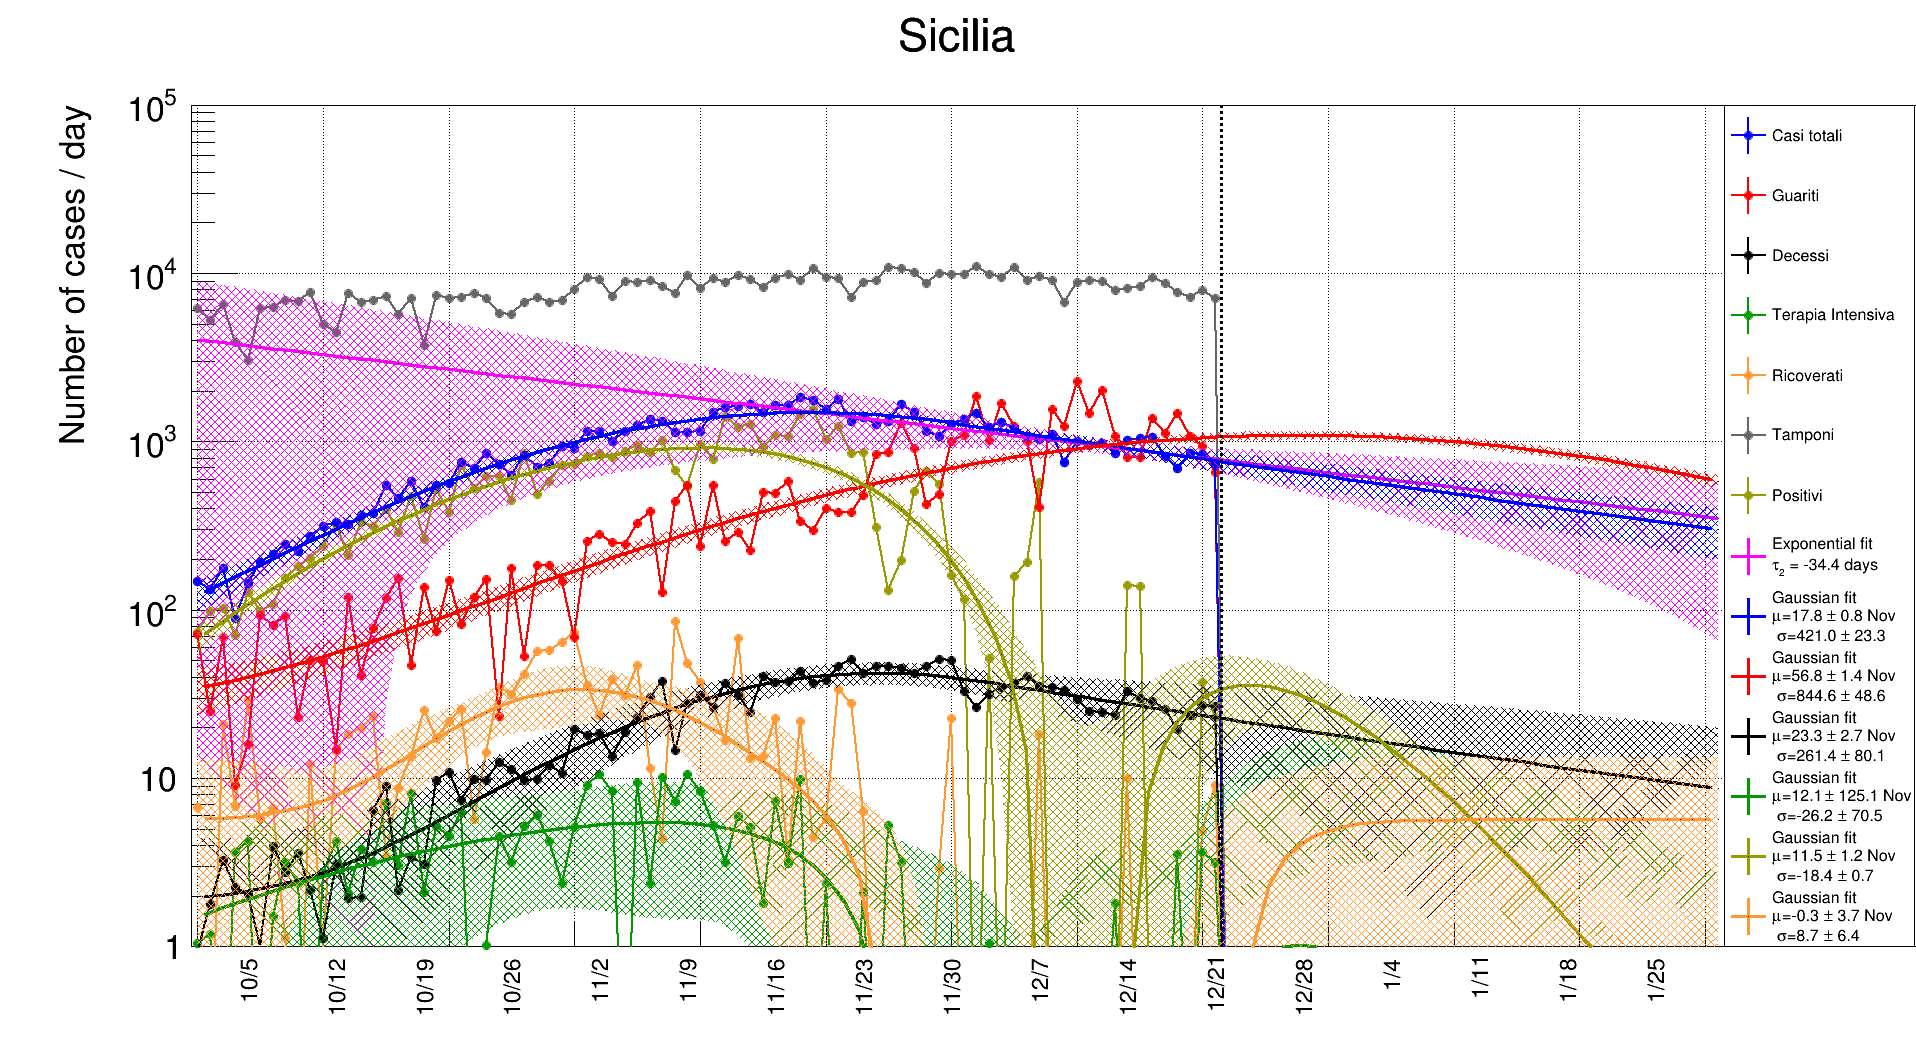 Sicilia
Number of cases / day
10^5
10^4
10^3
10^2
10
1
10/5
10/12
10/19
10/26
11/2
11/9
11/16
11/23
11/30
12/7
12/14
12/21
12/28
1/4
1/11
1/18
1/25
Casi totali
Guariti
Decessi
Terapia Intensiva
Ricoverati
Tamponi
Positivi
Exponential fit
τ₂ = -34.4 days
Gaussian fit
μ=17.8 ± 0.8 Nov
σ=421.0 ± 23.3
Gaussian fit
μ=56.8 ± 1.4 Nov
σ=844.6 ± 48.6
Gaussian fit
μ=23.3 ± 2.7 Nov
σ=261.4 ± 80.1
Gaussian fit
μ=12.1 ± 125.1 Nov
σ=-26.2 ± 70.5
Gaussian fit
μ=11.5 ± 1.2 Nov
σ=-18.4 ± 0.7
Gaussian fit
μ=-0.3 ± 3.7 Nov
σ=8.7 ± 6.4